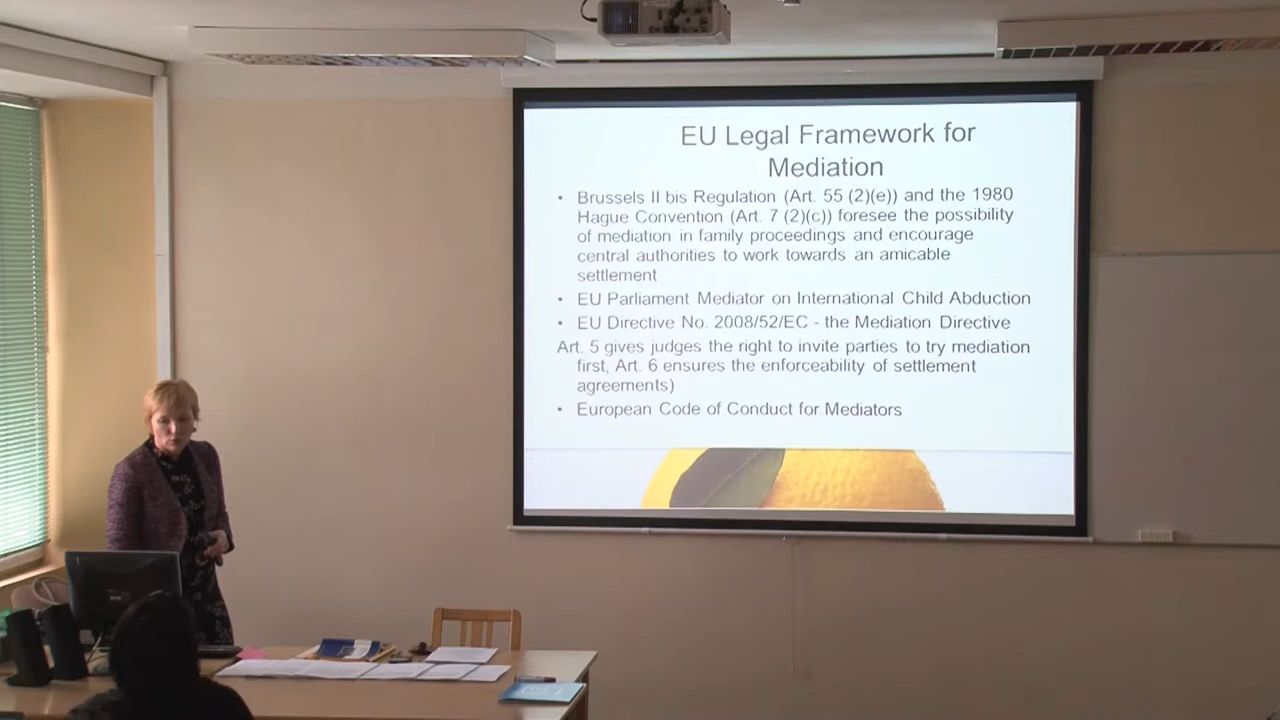 EU Legal Framework for
Mediation
• Brussels II bis Regulation (Art. 55 (2)(e)) and the 1980
Hague Convention (Art. 7 (2)(c)) foresee the possibility
of mediation in family proceedings and encourage
central authorities to work towards an amicable
settlement
• EU Parliament Mediator on International Child Abduction
• EU Directive No. 2008/52/EC - the Mediation Directive
Art. 5 gives judges the right to invite parties to try mediation
first, Art. 6 ensures the enforceability of settlement
agreements)
• European Code of Conduct for Mediators